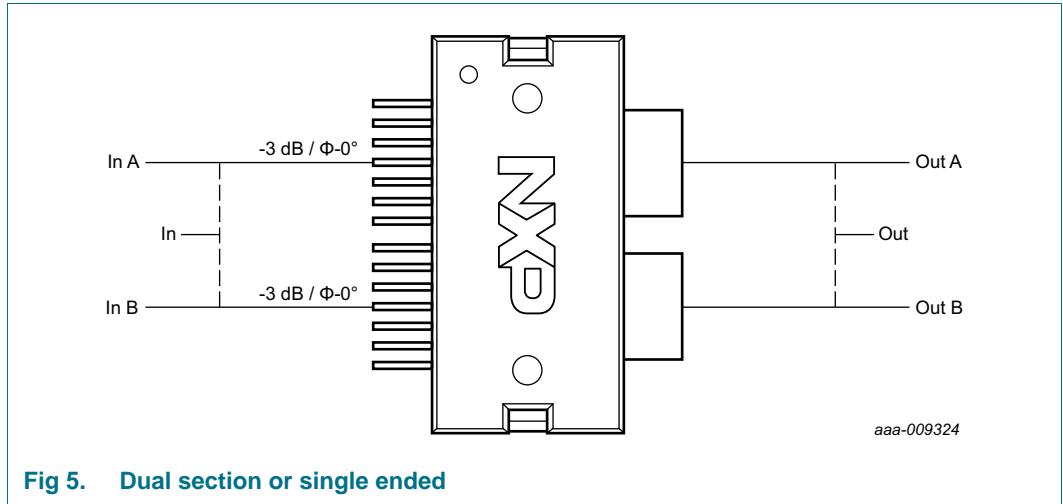 In A
-3 dB / Φ-0°
Out A
In
NXP
Out
In B
-3 dB / Φ-0°
Out B
aaa-009324
Fig 5. Dual section or single ended